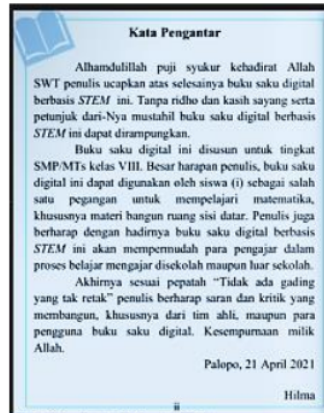 Kata Pengantar
Alhamdulillah puji syukur kehadirat Allah
SWT penulis ucapkan atas selesainya buku saku digital
berbasis STEM ini. Tanpa ridho dan kasih sayang serta
petunjuk dari-Nya mustahil buku saku digital berbasis
STEM ini dapat dirampungkan.
Buku saku digital ini disusun untuk tingkat
SMP/MTs kelas VIII. Besar harapan penulis, buku saku
digital ini dapat digunakan oleh siswa (i) sebagai salah
satu pegangan untuk mempelajari matematika,
khususnya materi bangun ruang sisi datar. Penulis juga
berharap dengan hadirnya buku saku digital berbasis
STEM ini akan mempermudah para pengajar dalam
proses belajar mengajar disekolah maupun luar sekolah.
Akhirnya sesuai pepatah “Tidak ada gading
yang tak retak” penulis berharap saran dan kritik yang
membangun, khususnya dari tim ahli, maupun para
pengguna buku saku digital. Kesempurnaan milik
Allah.
Palopo, 21 April 2021
Hilma
ii